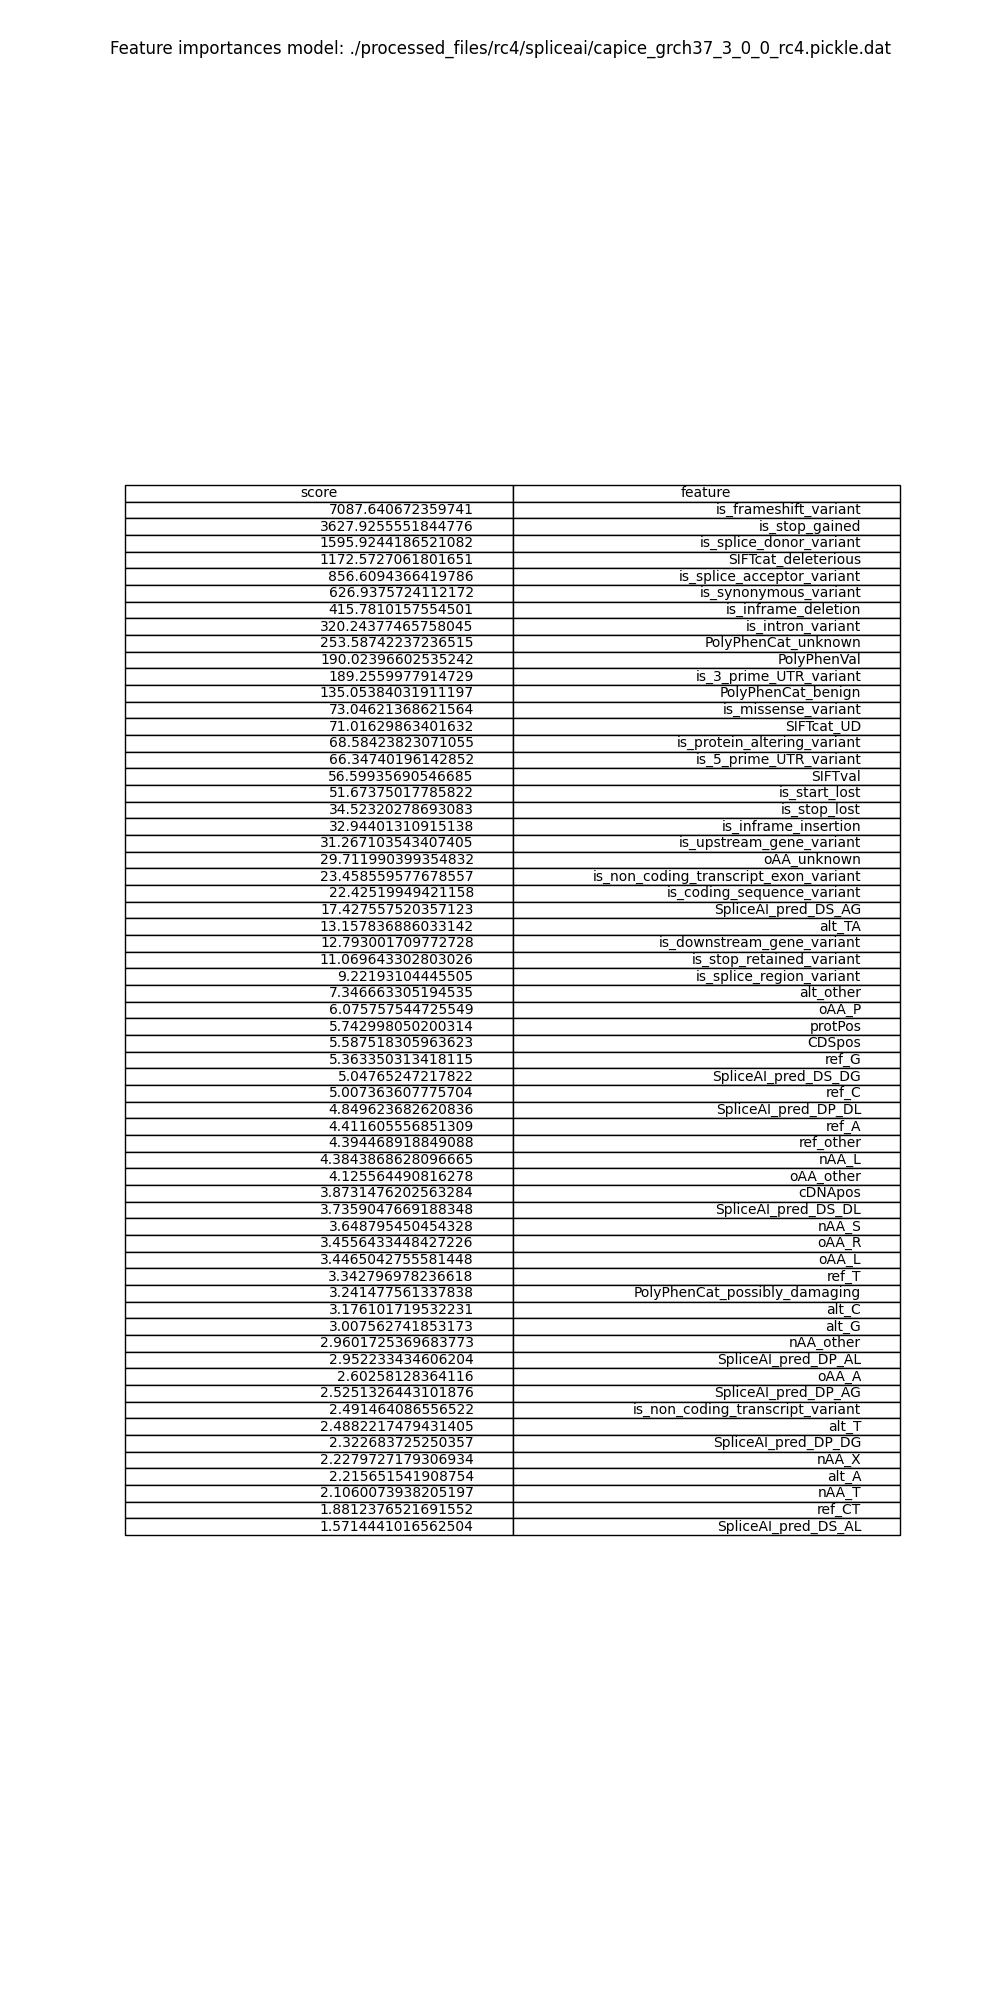 Feature importances model: ./processed_files/rc4/spliceai/capice_grch37_3_0_0_rc4.pickle.dat
score feature
7087.640672359741 is_frameshift_variant
3627.9255551844776 is_stop_gained
1595.9244186521082 is_splice_donor_variant
1172.5727061801651 SIFTcat_deleterious
856.6094366419786 is_splice_acceptor_variant
626.9375724112172 is_synonymous_variant
415.7810157554501 is_inframe_deletion
320.24377465758045 is_intron_variant
253.58742237236515 PolyPhenCat_unknown
190.02396602535242 PolyPhenVal
189.2559977914729 is_3_prime_UTR_variant
135.05384031911197 PolyPhenCat_benign
73.04621368621564 is_missense_variant
71.01629863401632 SIFTcat_UD
68.58423823071055 is_protein_altering_variant
66.34740196142852 is_5_prime_UTR_variant
56.59935690546685 SIFTval
51.67375017785822 is_start_lost
34.52320278693083 is_stop_lost
32.94401310915138 is_inframe_insertion
31.267103543407405 is_upstream_gene_variant
29.711990399354832 oAA_unknown
23.458559577678557 is_non_coding_transcript_exon_variant
22.42519949421158 is_coding_sequence_variant
17.427557520357123 SpliceAI_pred_DS_AG
13.157836886033142 alt_TA
12.793001709772728 is_downstream_gene_variant
11.069643302803026 is_stop_retained_variant
9.22193104445505 is_splice_region_variant
7.346663305194535 alt_other
6.075757544725549 oAA_P
5.742998050200314 protPos
5.587518305963623 CDSpos
5.363350313418115 ref_G
5.04765247217822 SpliceAI_pred_DS_DG
5.007363607775704 ref_C
4.849623682620836 SpliceAI_pred_DP_DL
4.411605556851309 ref_A
4.394468918849088 ref_other
4.3843868628096665 nAA_L
4.125564490816278 oAA_other
3.8731476202563284 cDNApos
3.7359047669188348 SpliceAI_pred_DS_DL
3.648795450454328 nAA_S
3.4556433448427226 oAA_R
3.4465042755581448 oAA_L
3.342796978236618 ref_T
3.241477561337838 PolyPhenCat_possibly_damaging
3.176101719532231 alt_C
3.007562741853173 alt_G
2.9601725369683773 nAA_other
2.952233434606204 SpliceAI_pred_DP_AL
2.60258128364116 oAA_A
2.5251326443101876 SpliceAI_pred_DP_AG
2.491464086556522 is_non_coding_transcript_variant
2.4882217479431405 alt_T
2.322683725250357 SpliceAI_pred_DP_DG
2.2279727179306934 nAA_X
2.215651541908754 alt_A
2.1060073938205197 nAA_T
1.8812376521691552 ref_CT
1.5714441016562504 SpliceAI_pred_DS_AL